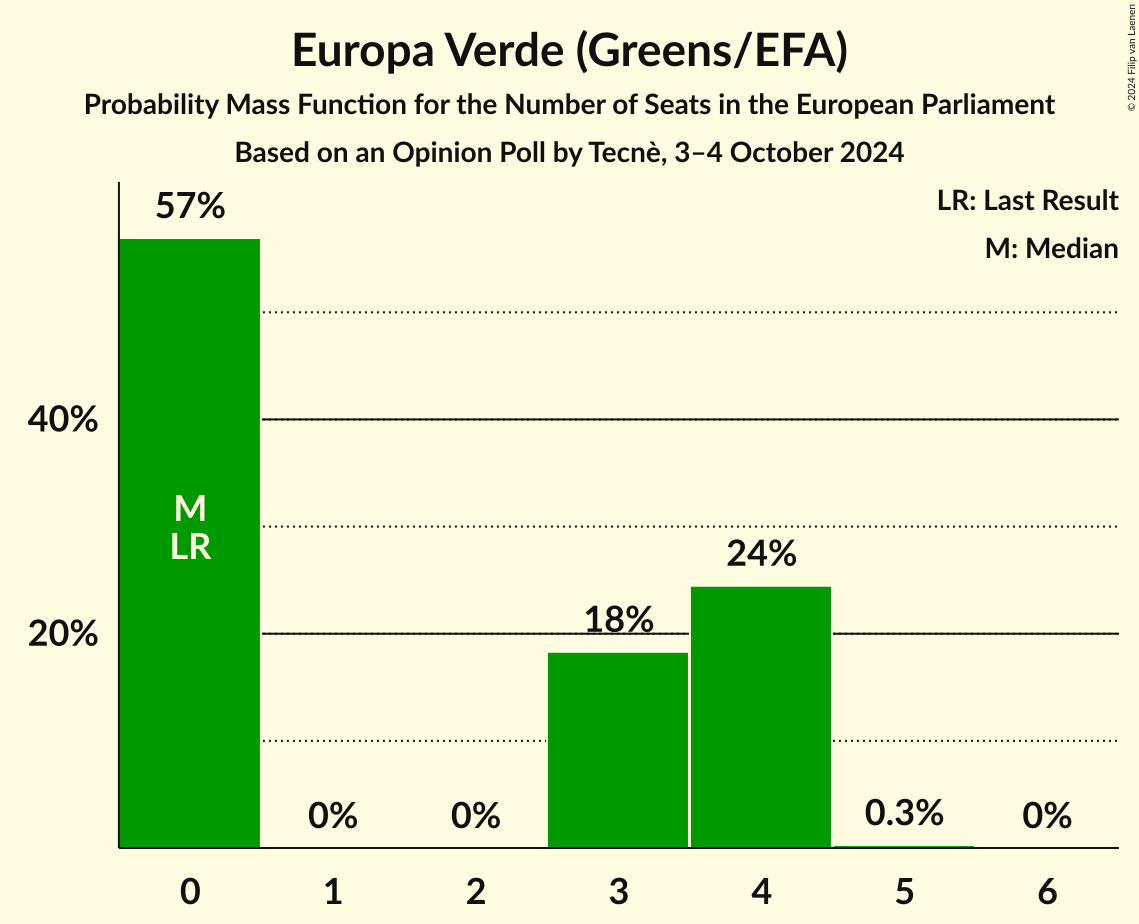 Europa Verde (Greens/EFA)
Probability Mass Function for the Number of Seats in the European Parliament
Based on an Opinion Poll by Tecnè, 3–4 October 2024
© 2024 Filip van Laenen
LR: Last Result
M: Median
57%
40%
M
LR
24%
18%
20%
0%
0%
0.3%
0%
0
1
2
3
4
5
6